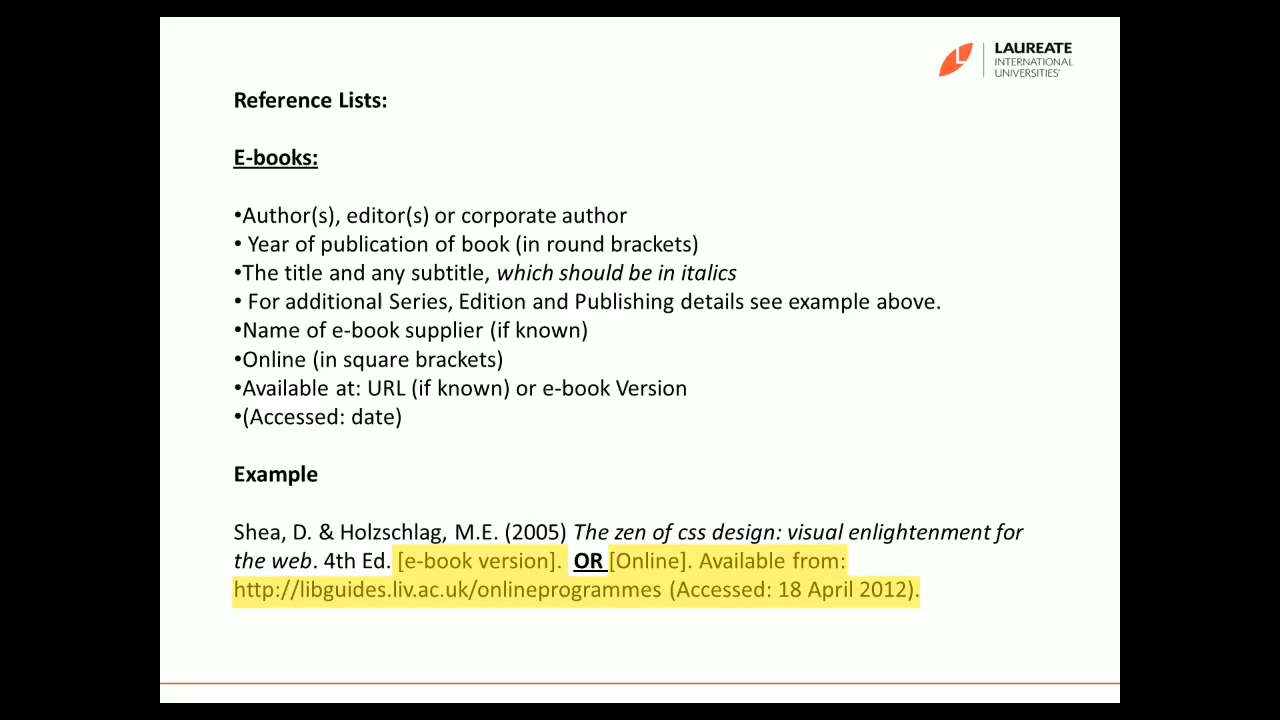 LAUREATE
INTERNATIONAL
UNIVERSITIES
Reference Lists:
E-books:
•Author(s), editor(s) or corporate author
• Year of publication of book (in round brackets)
•The title and any subtitle, which should be in italics
• For additional Series, Edition and Publishing details see example above.
•Name of e-book supplier (if known)
•Online (in square brackets)
•Available at: URL (if known) or e-book Version
•(Accessed: date)
Example
Shea, D. & Holzschlag, M.E. (2005) The zen of css design: visual enlightenment for
the web. 4th Ed. [e-book version]. OR [Online]. Available from:
http://libguides.liv.ac.uk/onlineprogrammes (Accessed: 18 April 2012).